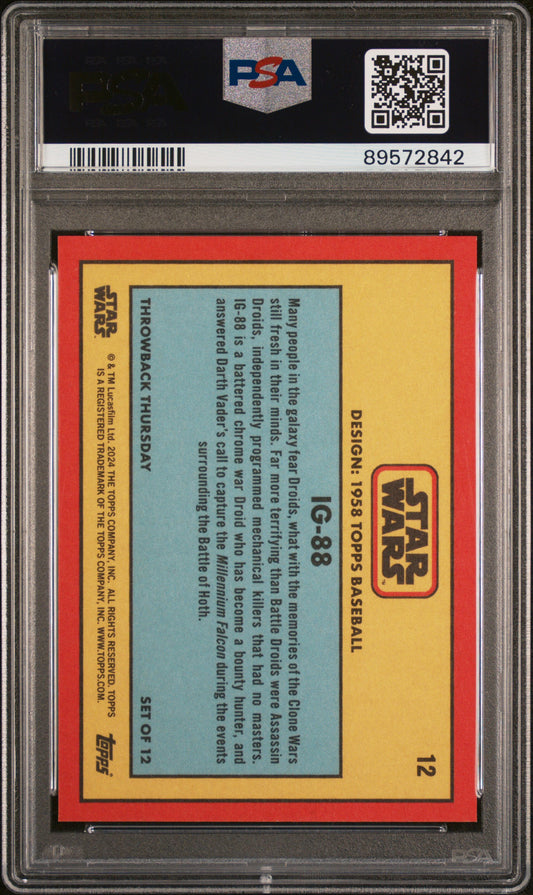 PSA
PSA
89572842
12
STAR
WARS™
DESIGN: 1958 TOPPS BASEBALL
IG-88
Many people in the galaxy fear Droids, what with the memories of the Clone Wars
still fresh in their minds. Far more terrifying than Battle Droids were Assassin
Droids, independently programmed mechanical killers that had no masters.
IG-88 is a battered chrome war Droid who has become a bounty hunter, and
answered Darth Vader's call to capture the Millennium Falcon during the events
surrounding the Battle of Hoth.
THROWBACK THURSDAY
SET OF 12
STAR
WARS
© & TM Lucasfilm Ltd. 2024 THE TOPPS COMPANY, INC. ALL RIGHTS RESERVED. TOPPS
IS A REGISTERED TRADEMARK OF THE TOPPS COMPANY, INC. WWW.TOPPS.COM.
topps
PSA